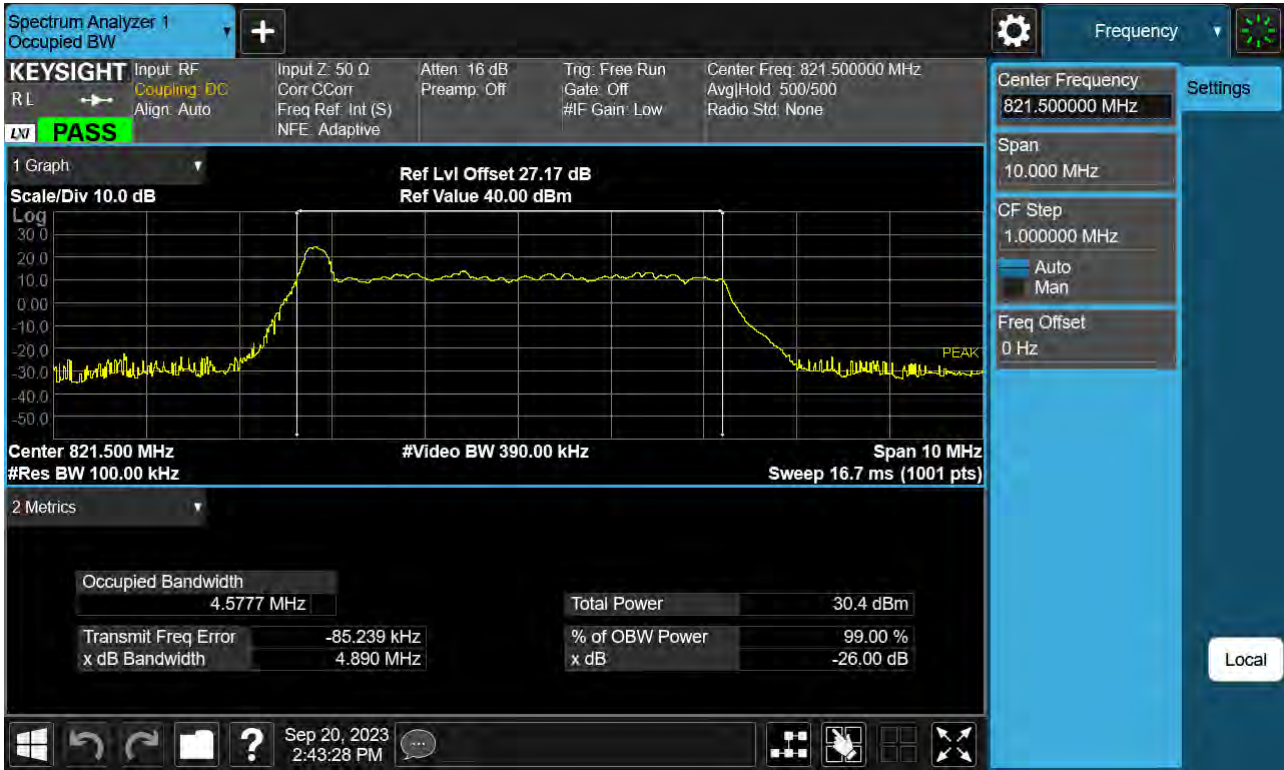 Spectrum Analyzer 1
Occupied BW
Frequency
KEYSIGHT
R L
LXI
PASS
Input: RF
Coupling: DC
Align: Auto
Input Z: 50 Ω
Corr CCorr
Freq Ref: Int (S)
NFE: Adaptive
Atten: 16 dB
Preamp: Off
Trig: Free Run
Gate: Off
#IF Gain: Low
Center Freq: 821.500000 MHz
Avg|Hold: 500/500
Radio Std: None
Center Frequency
821.500000 MHz
Settings
Span
10.000 MHz
CF Step
1.000000 MHz
Auto
Man
Freq Offset
0 Hz
Local
1 Graph
Scale/Div 10.0 dB
Ref Lvl Offset 27.17 dB
Ref Value 40.00 dBm
Log
30.0
20.0
10.0
0.00
-10.0
-20.0
-30.0
-40.0
-50.0
PEAK
Center 821.500 MHz
#Video BW 390.00 kHz
Span 10 MHz
#Res BW 100.00 kHz
Sweep 16.7 ms (1001 pts)
2 Metrics
Occupied Bandwidth
4.5777 MHz
Total Power 30.4 dBm
Transmit Freq Error -85.239 kHz
% of OBW Power 99.00 %
x dB Bandwidth 4.890 MHz
x dB -26.00 dB
?
Sep 20, 2023
2:43:28 PM